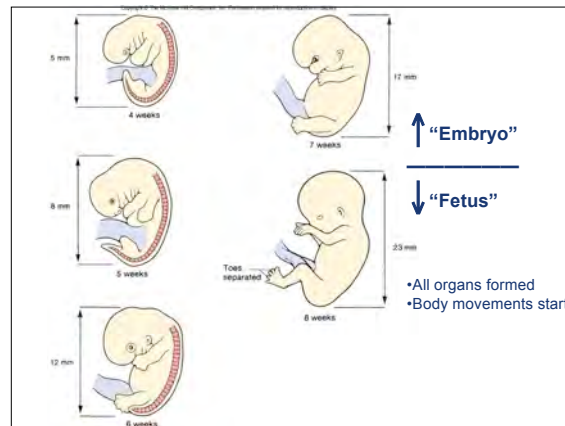 5 mm
4 weeks
17 mm
7 weeks
↑ “Embryo”
↓ “Fetus”
8 mm
5 weeks
Toes
separated
23 mm
8 weeks
•All organs formed
•Body movements start
12 mm
6 weeks